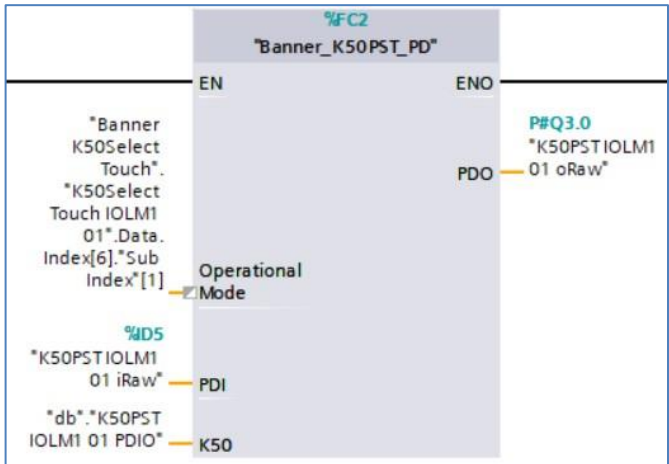 %FC2
"Banner_K50PST_PD"
EN
ENO
"Banner
K50Select
Touch".
"K50Select
Touch IOLM1
01".Data.
Index[6]."Sub
Index"[1]
Operational
Mode
P#Q3.0
"K50PST IOLM1
01 oRaw"
PDO
%ID5
"K50PST IOLM1
01 iRaw"
PDI
"db"."K50PST
IOLM1 01 PDIO"
K50